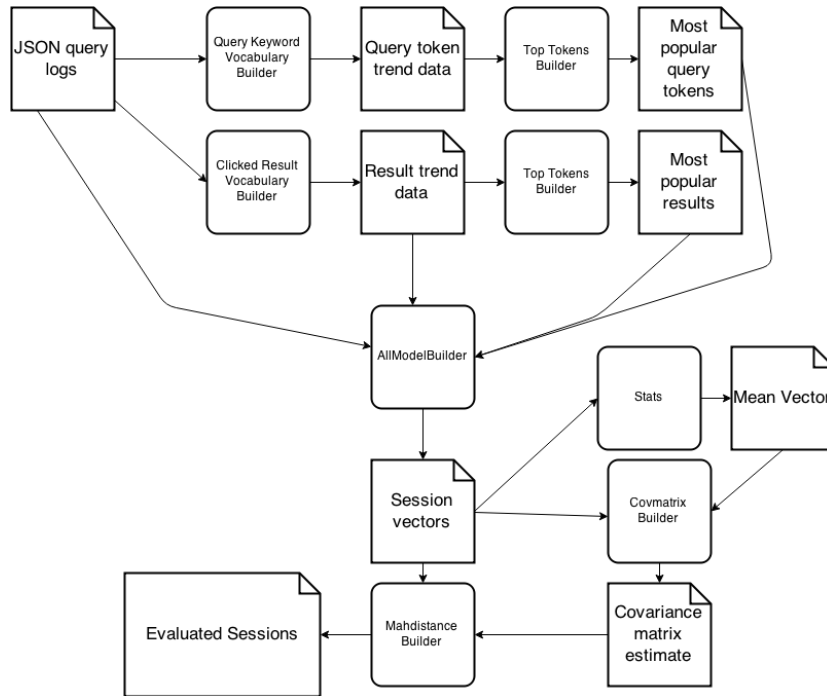 JSON query
logs
Query Keyword
Vocabulary
Builder
Query token
trend data
Top Tokens
Builder
Most
popular
query
tokens
Clicked Result
Vocabulary
Builder
Result trend
data
Top Tokens
Builder
Most
popular
results
AllModelBuilder
Stats
Mean Vector
Session
vectors
Covmatrix
Builder
Evaluated Sessions
Mahdistance
Builder
Covariance
matrix
estimate